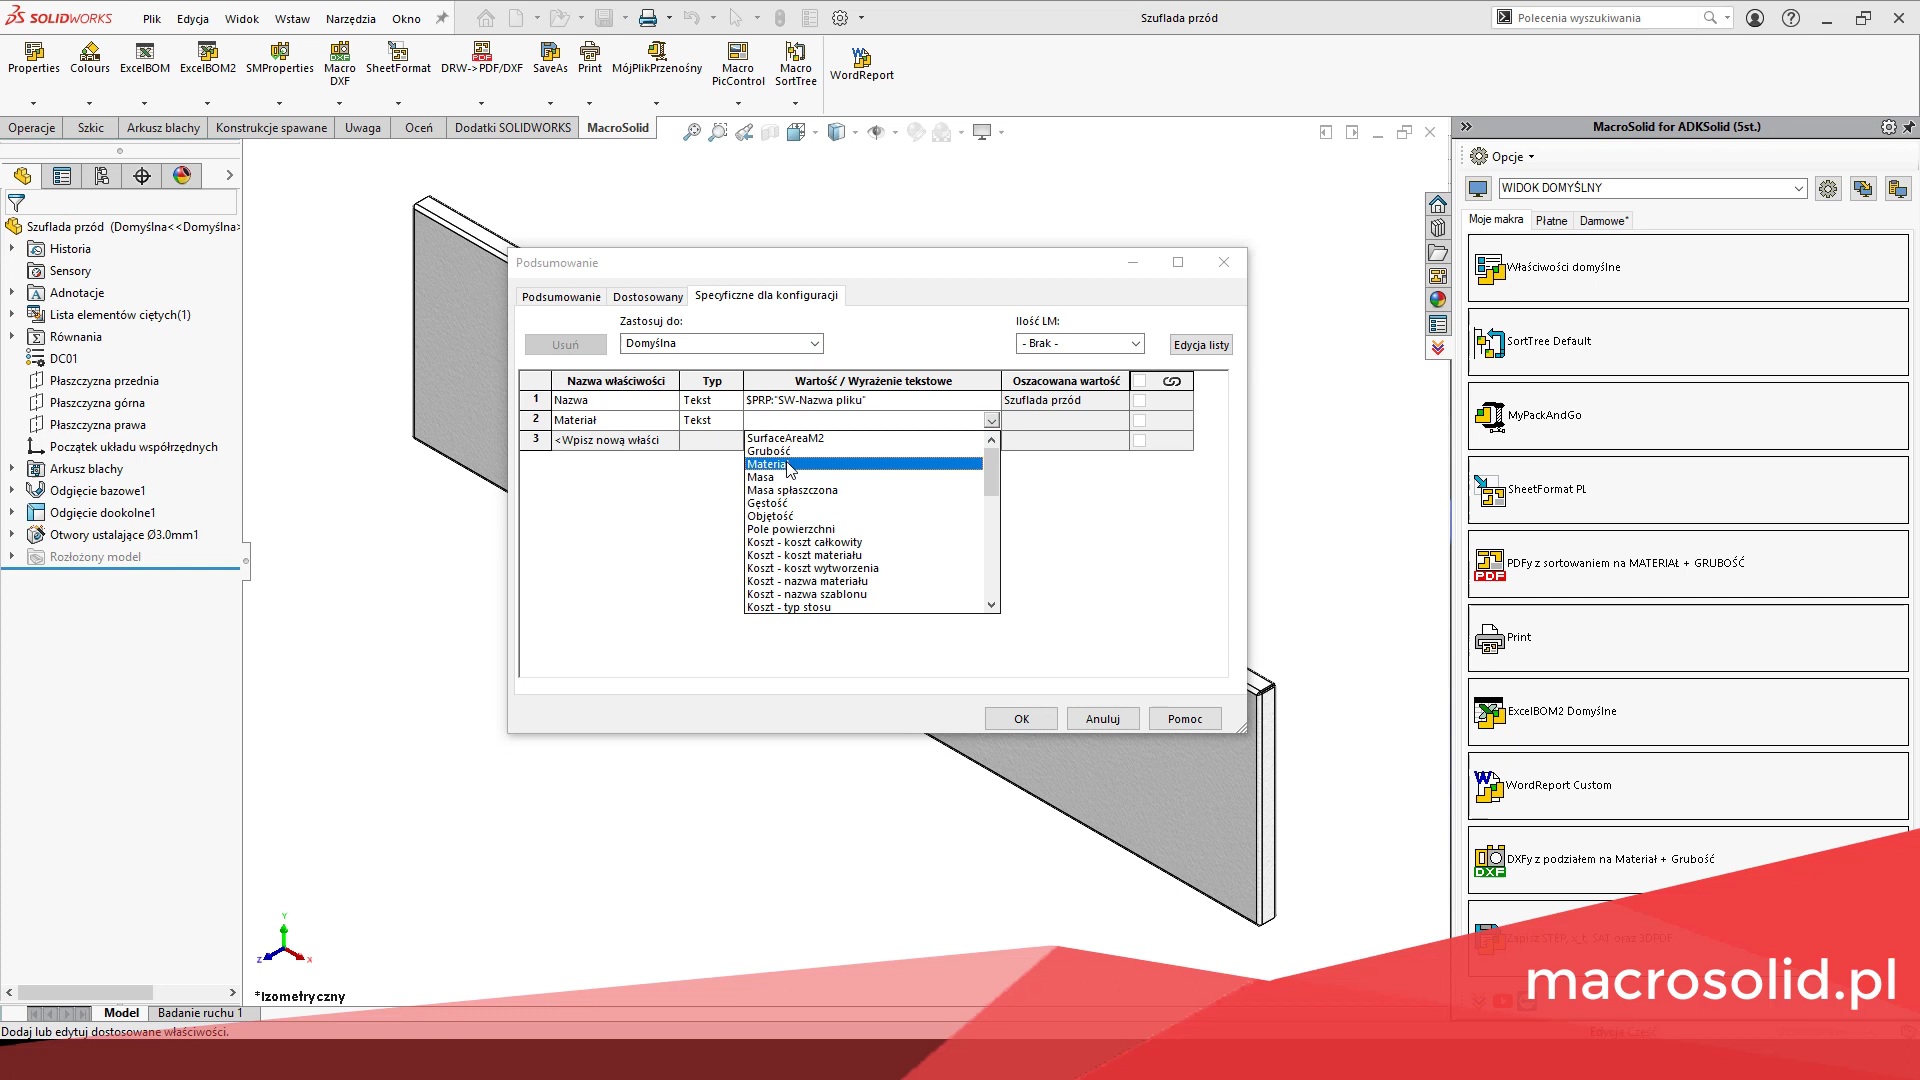 SOLIDWORKS
Plik Edycja Widok Wstaw Narzędzia Okno
Szuflada przód
Polecenia wyszukiwania
Properties Colours ExcelBOM ExcelBOM2 SMProperties Macro DXF SheetFormat DRW->PDF/DXF SaveAs Print MójPlikPrzenośny Macro PicControl Macro SortTree WordReport
Operacje Szkic Arkusz blachy Konstrukcje spawane Uwaga Oceń Dodatki SOLIDWORKS MacroSolid
Szuflada przód (Domyślna<<Domyślna>
Historia
Sensory
Adnotacje
Lista elementów ciętych(1)
Równania
DC01
Płaszczyzna przednia
Płaszczyzna górna
Płaszczyzna prawa
Początek układu współrzędnych
Arkusz blachy
Odgięcie bazowe1
Odgięcie dookolne1
Otwory ustalające Ø3.0mm1
Rozłożony model
Podsumowanie
Podsumowanie Dostosowany Specyficzne dla konfiguracji
Zastosuj do: Ilość LM:
Usuń Domyślna - Brak - Edycja listy
Nazwa właściwości Typ Wartość / Wyrażenie tekstowe Oszacowana wartość
1 Nazwa Tekst $PRP:"SW-Nazwa pliku" Szuflada przód
2 Materiał Tekst
3 <Wpisz nową właści
SurfaceAreaM2
Grubość
Materiał
Masa
Masa spłaszczona
Gęstość
Objętość
Pole powierzchni
Koszt - koszt całkowity
Koszt - koszt materiału
Koszt - koszt wytworzenia
Koszt - nazwa materiału
Koszt - nazwa szablonu
Koszt - typ stosu
OK Anuluj Pomoc
Y
Z X
*Izometryczny
Model Badanie ruchu 1
Dodaj lub edytuj dostosowane właściwości.
MacroSolid for ADKSolid (5st.)
Opcje
WIDOK DOMYŚLNY
Moje makra Płatne Darmowe*
Właściwości domyślne
SortTree Default
MyPackAndGo
SheetFormat PL
PDF
PDFy z sortowaniem na MATERIAŁ + GRUBOŚĆ
Print
ExcelBOM2 Domyślne
WordReport Custom
DXF
DXFy z podziałem na Materiał + Grubość
Zapisz STEP, x_t, SAT oraz 3DPDF
macrosolid.pl
Edycja Część